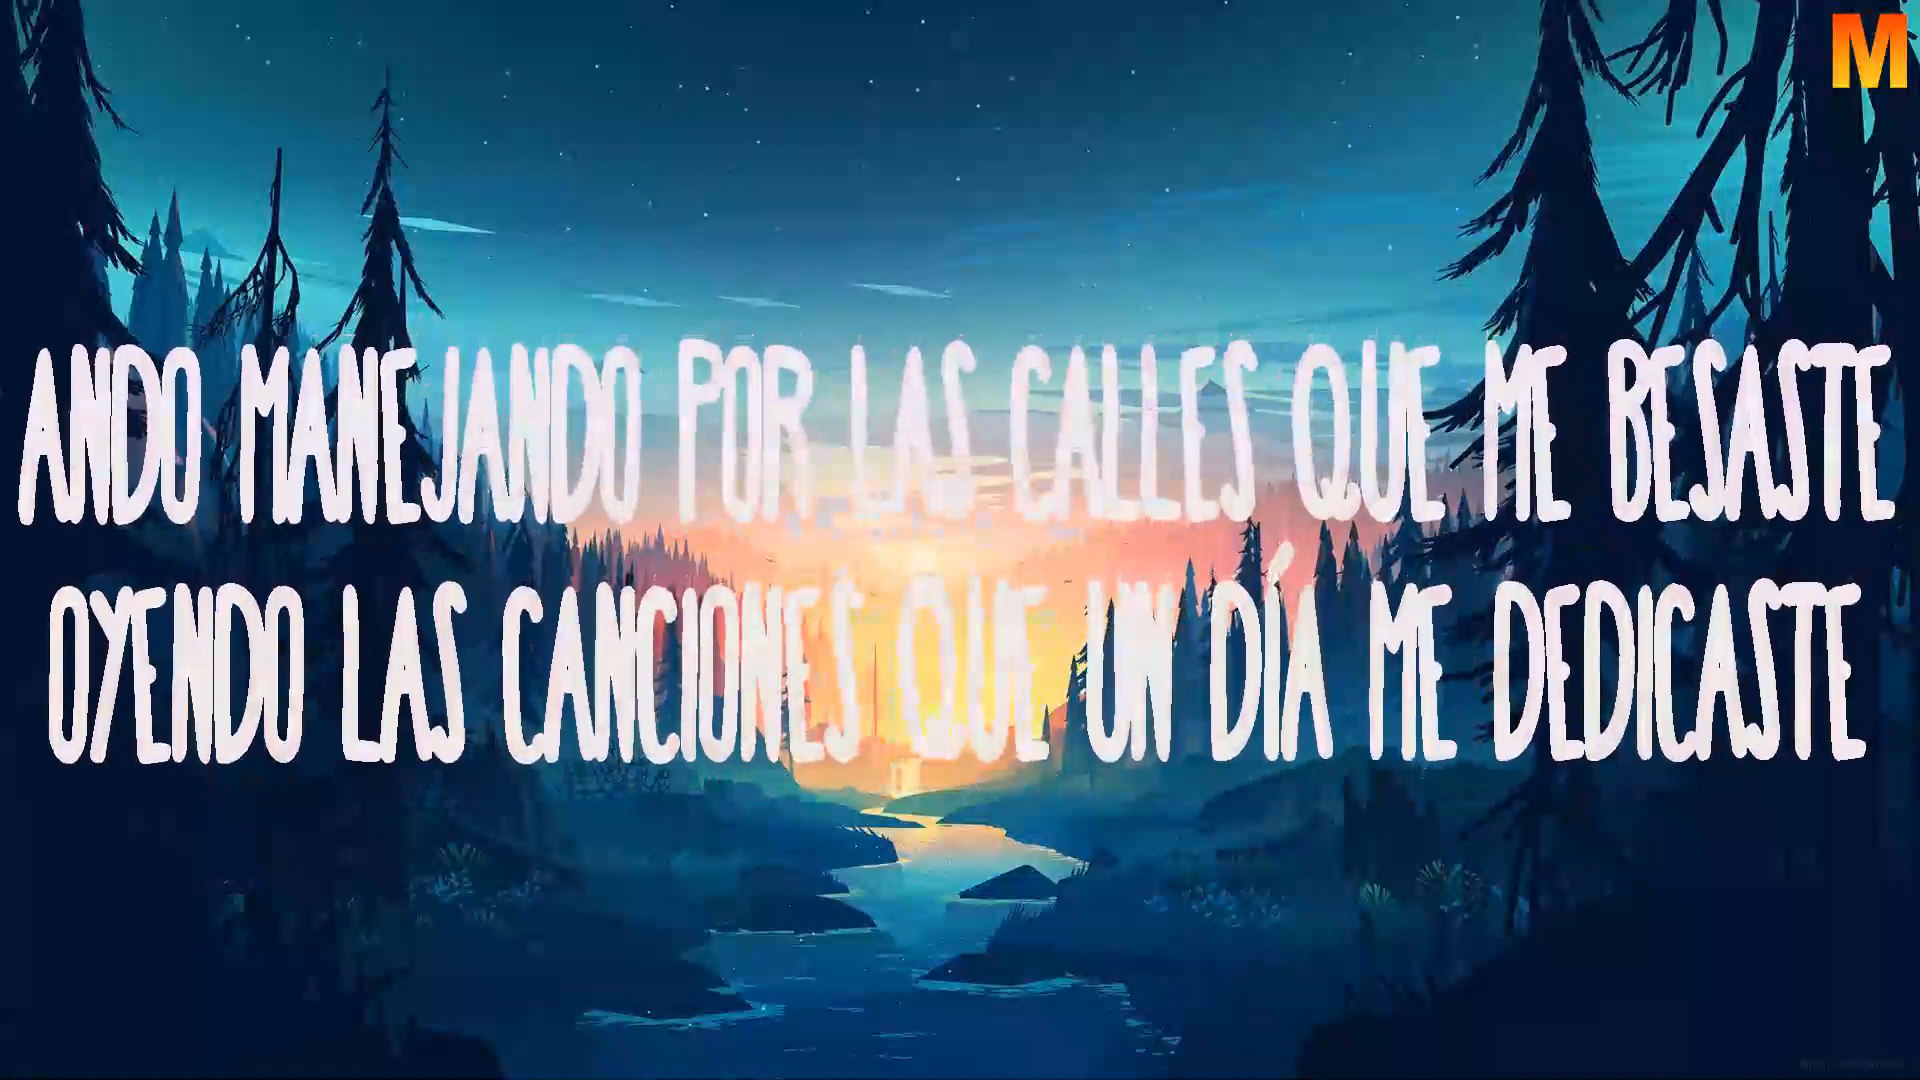 M
ANDO MANEJANDO POR LAS CALLES QUE ME BESASTE
OYENDO LAS CANCIONES QUE UN DÍA ME DEDICASTE